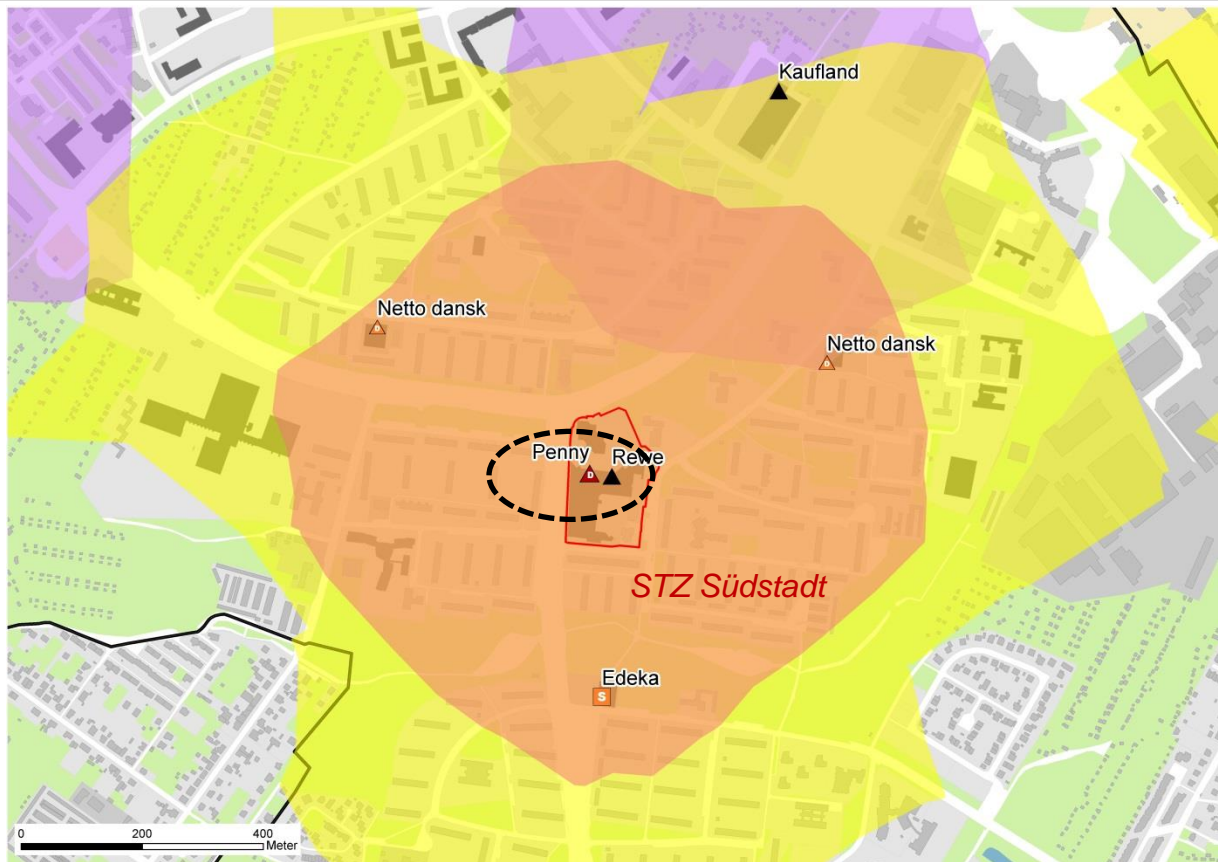 Kaufland
Netto dansk
Netto dansk
Penny
Rewe
D
STZ Südstadt
Edeka
S
0 200 400
Meter